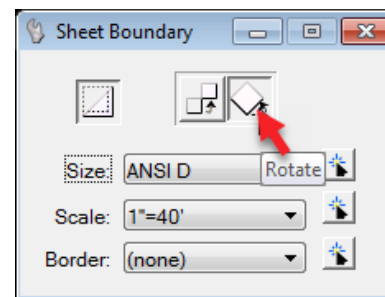 Sheet Boundary
Rotate
Size: ANSI D
Scale: 1"=40'
Border: (none)